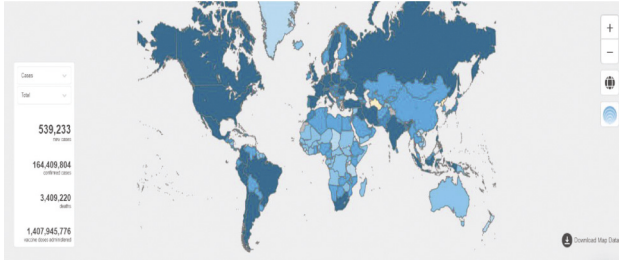 Cases
Total
539,233
new cases
164,409,804
confirmed cases
3,409,220
deaths
1,407,945,776
vaccine doses administered
+
−
Download Map Data